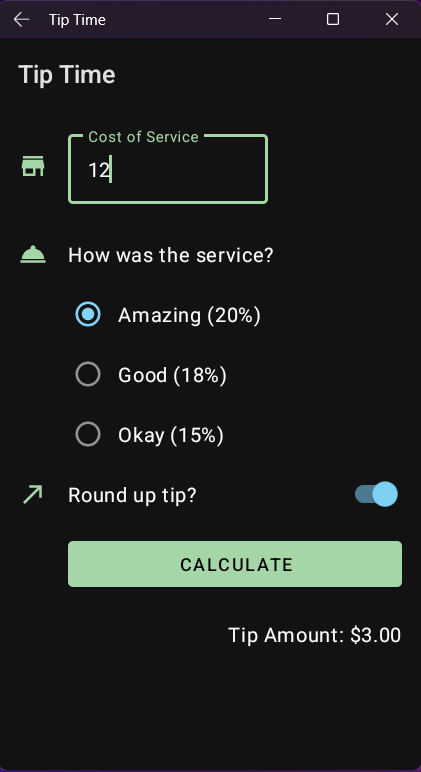 Tip Time
Tip Time
Cost of Service
12
How was the service?
Amazing (20%)
Good (18%)
Okay (15%)
Round up tip?
CALCULATE
Tip Amount: $3.00